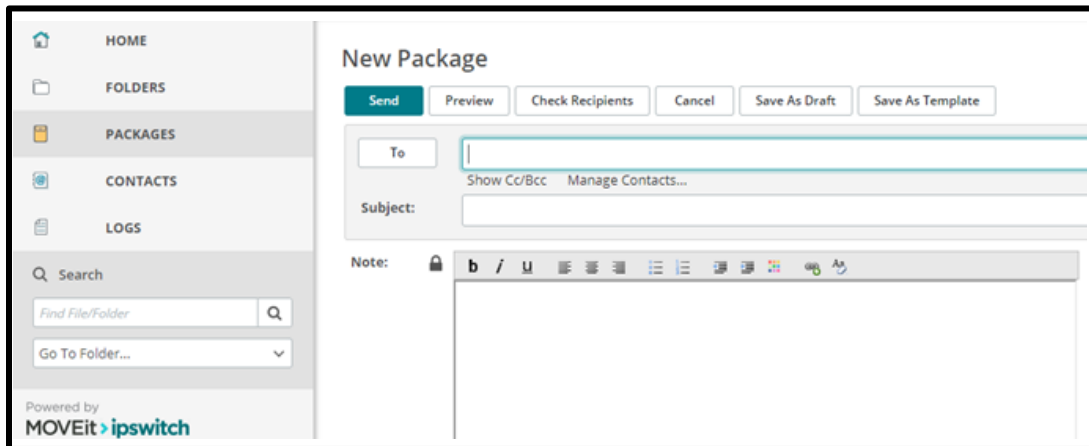 HOME
FOLDERS
PACKAGES
CONTACTS
LOGS
Search
Find File/Folder
Go To Folder...
Powered by
MOVEit>ipswitch
New Package
Send Preview Check Recipients Cancel Save As Draft Save As Template
To
Show Cc/Bcc Manage Contacts...
Subject:
Note:
b i u